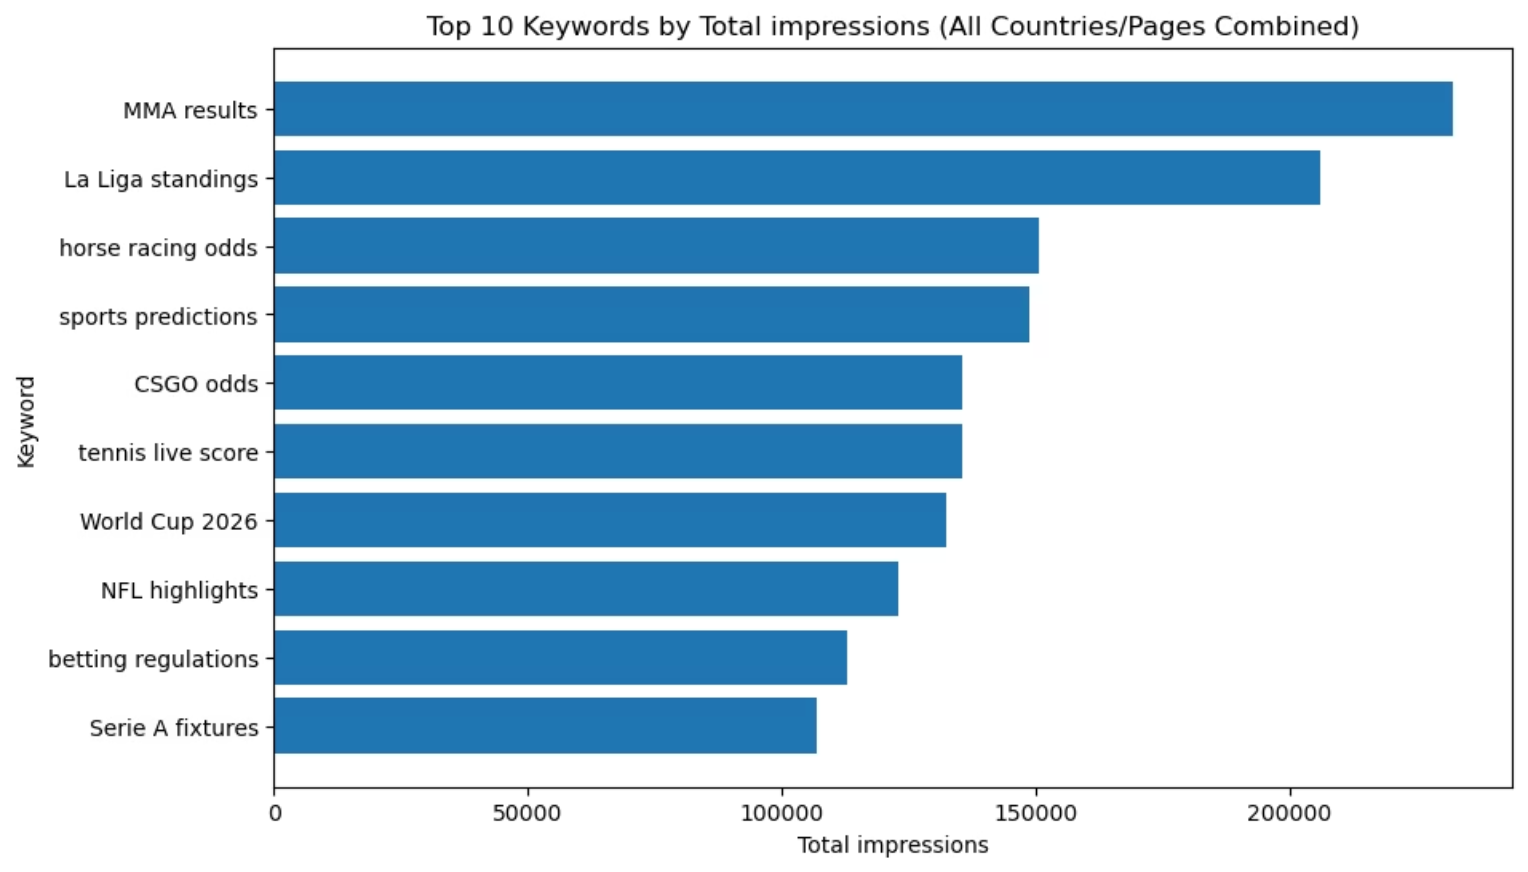 Top 10 Keywords by Total impressions (All Countries/Pages Combined)
Keyword
MMA results
La Liga standings
horse racing odds
sports predictions
CSGO odds
tennis live score
World Cup 2026
NFL highlights
betting regulations
Serie A fixtures
0 50000 100000 150000 200000
Total impressions